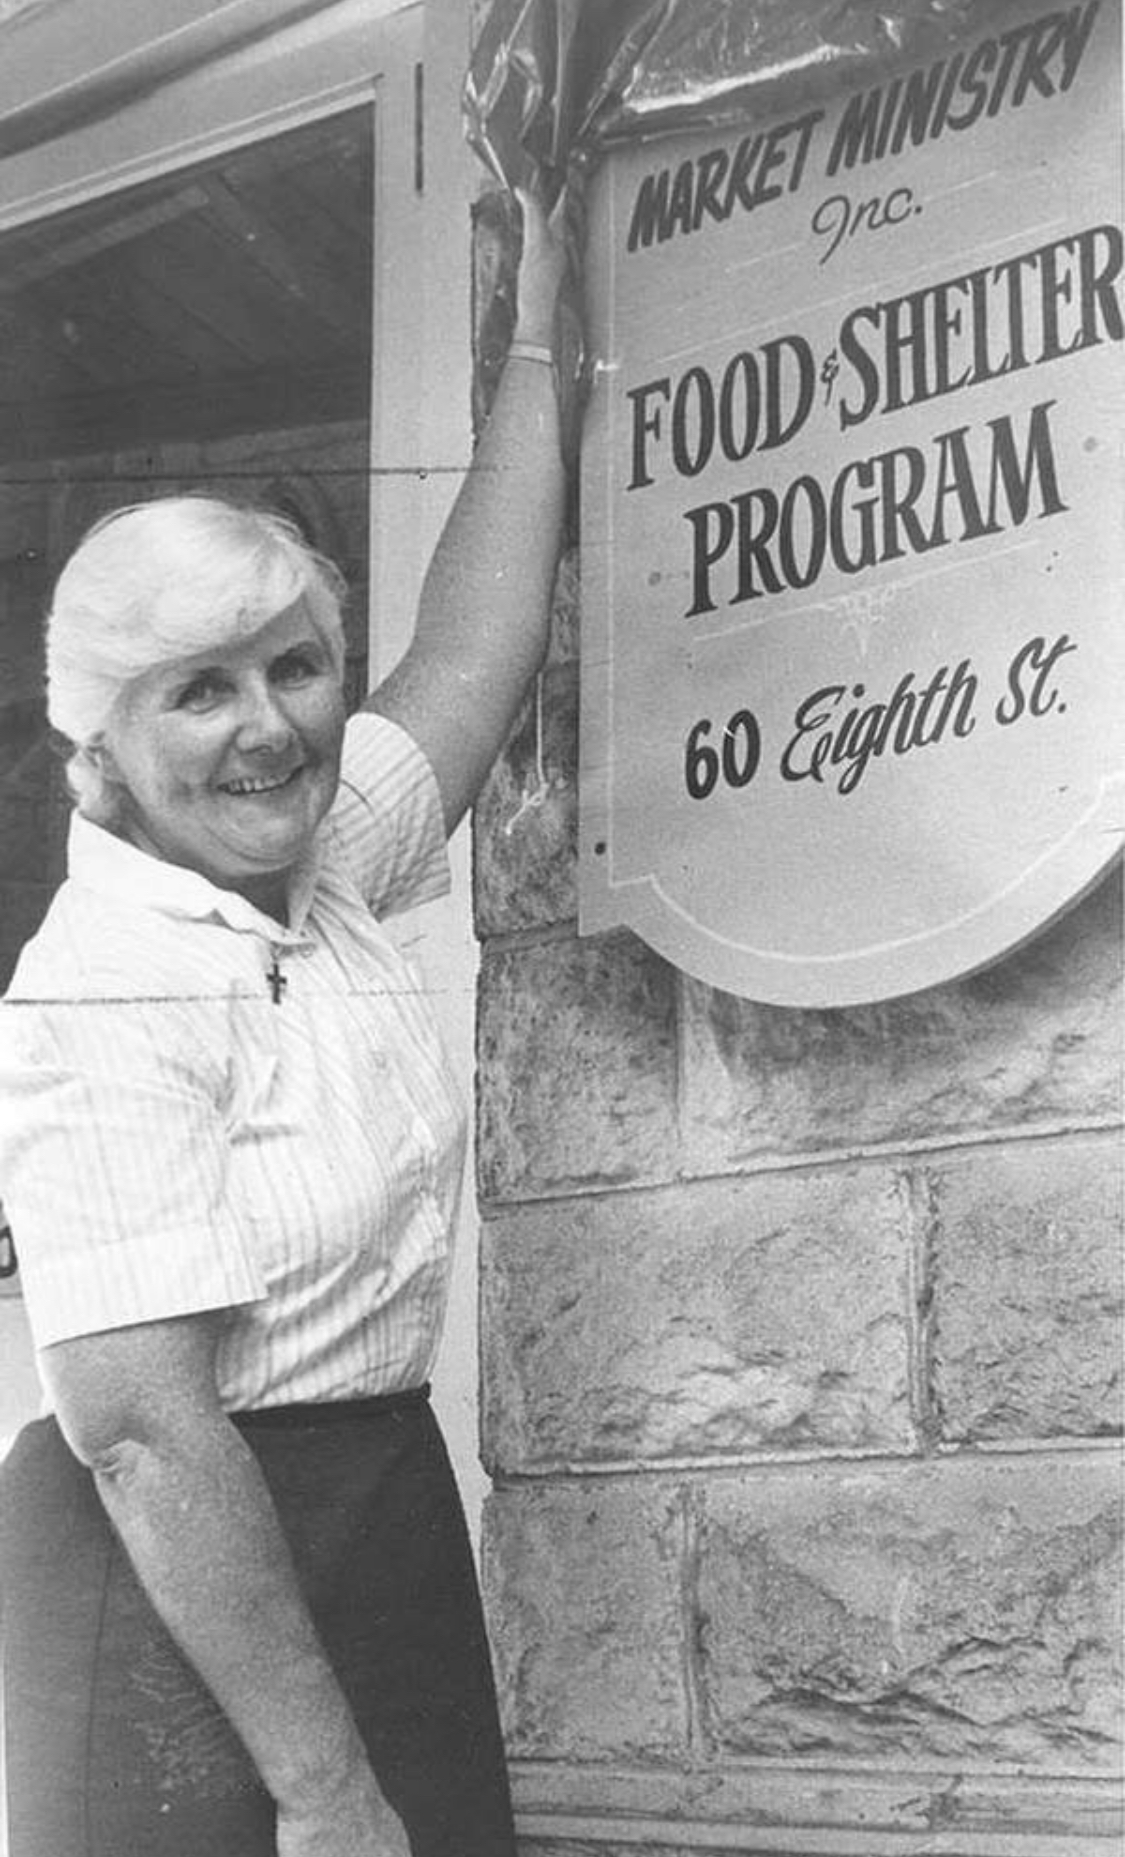 MARKET MINISTRY
Inc.
FOOD & SHELTER
PROGRAM
60 Eighth St.